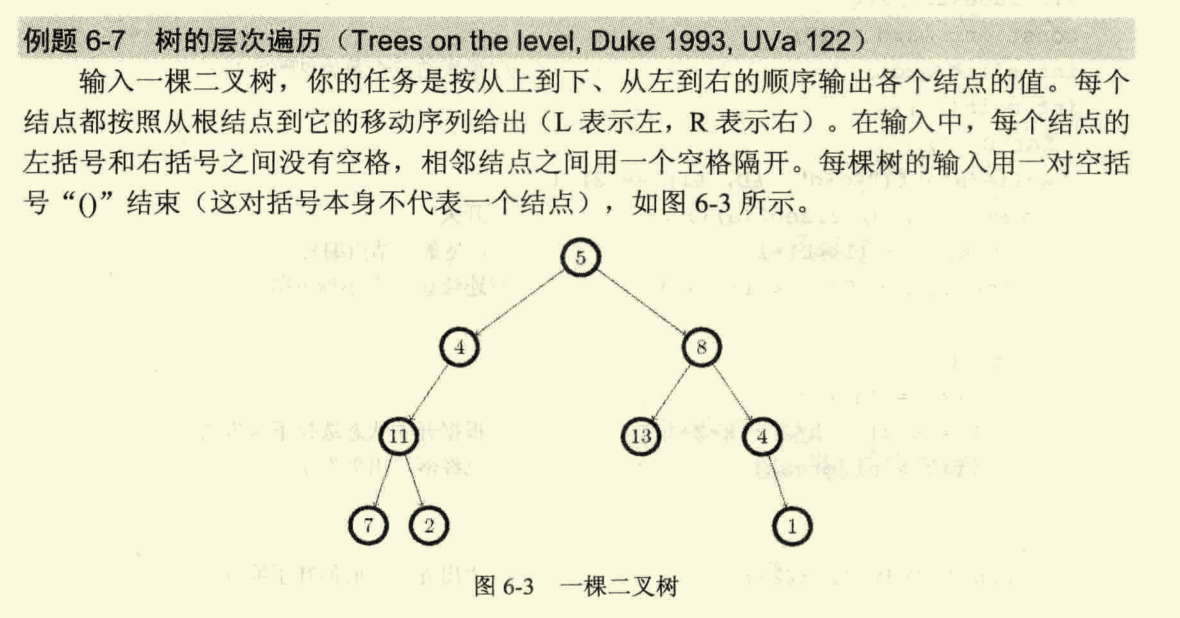 例题 6-7 树的层次遍历（Trees on the level, Duke 1993, UVa 122）
输入一棵二叉树，你的任务是按从上到下、从左到右的顺序输出各个结点的值。每个
结点都按照从根结点到它的移动序列给出（L 表示左，R 表示右）。在输入中，每个结点的
左括号和右括号之间没有空格，相邻结点之间用一个空格隔开。每棵树的输入用一对空括
号“()”结束（这对括号本身不代表一个结点），如图 6-3 所示。
5
4 8
11 13 4
7 2 1
图 6-3 一棵二叉树